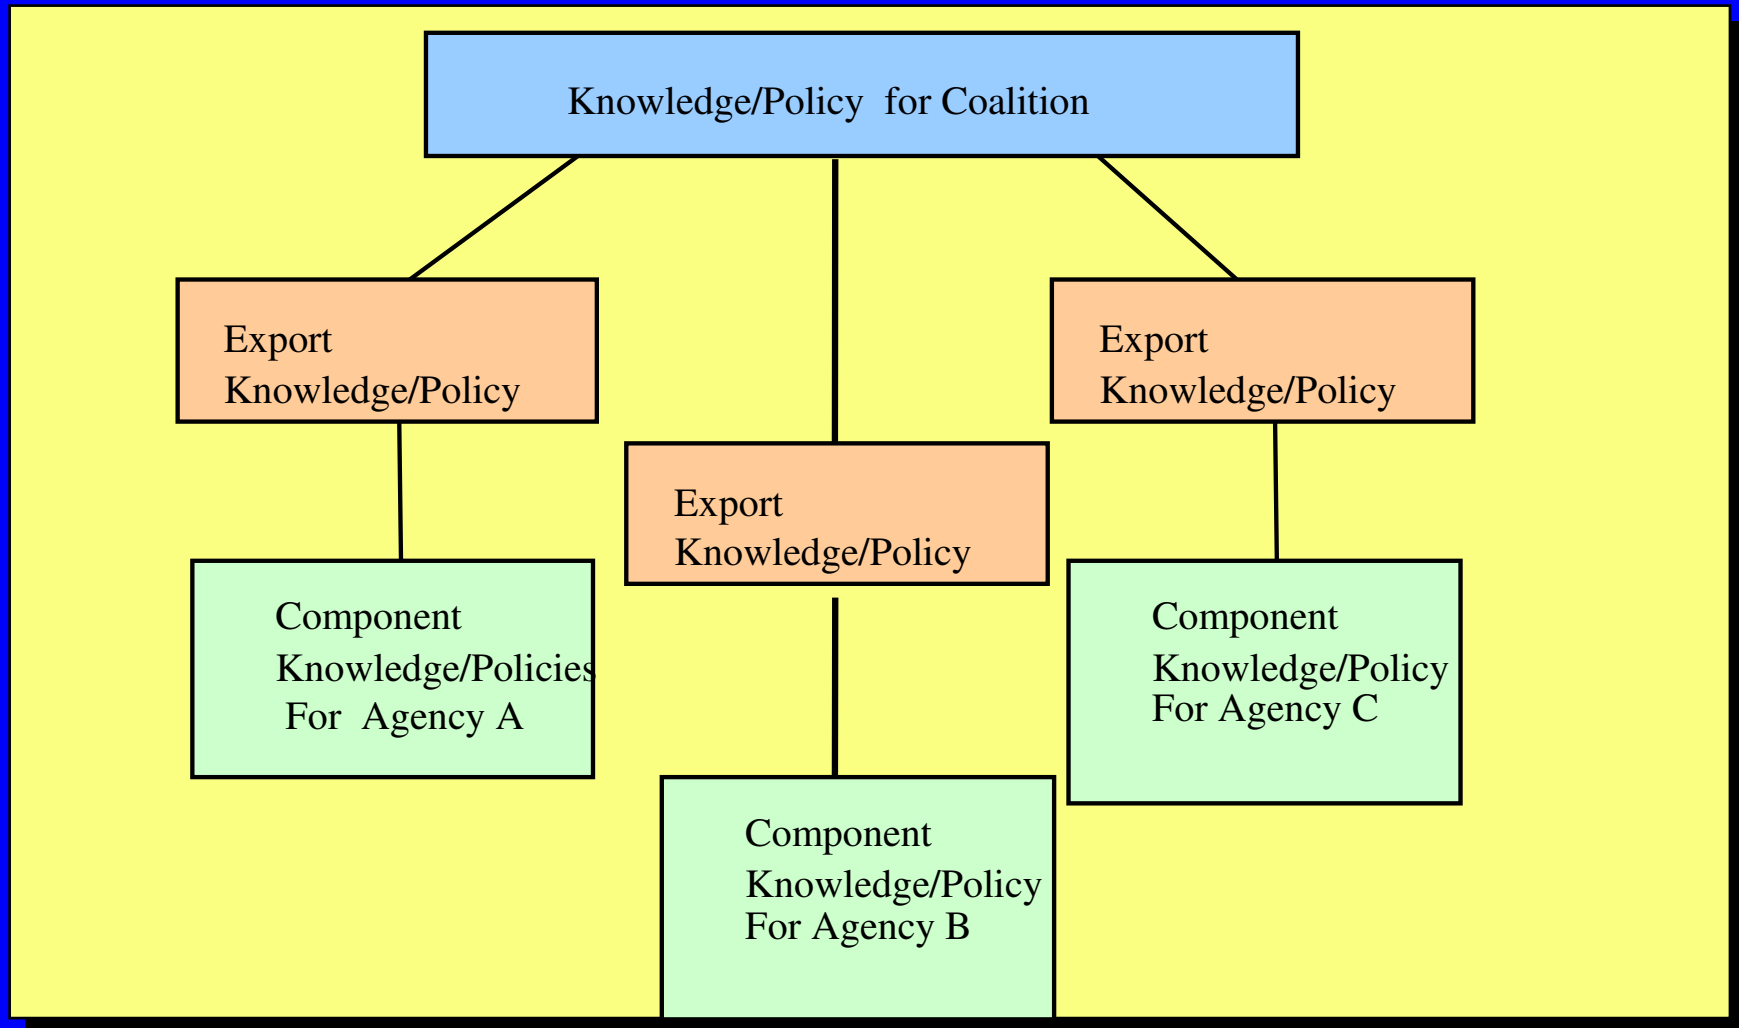 Knowledge/Policy for Coalition
Export
Knowledge/Policy
Export
Knowledge/Policy
Export
Knowledge/Policy
Component
Knowledge/Policies
For Agency A
Component
Knowledge/Policy
For Agency C
Component
Knowledge/Policy
For Agency B